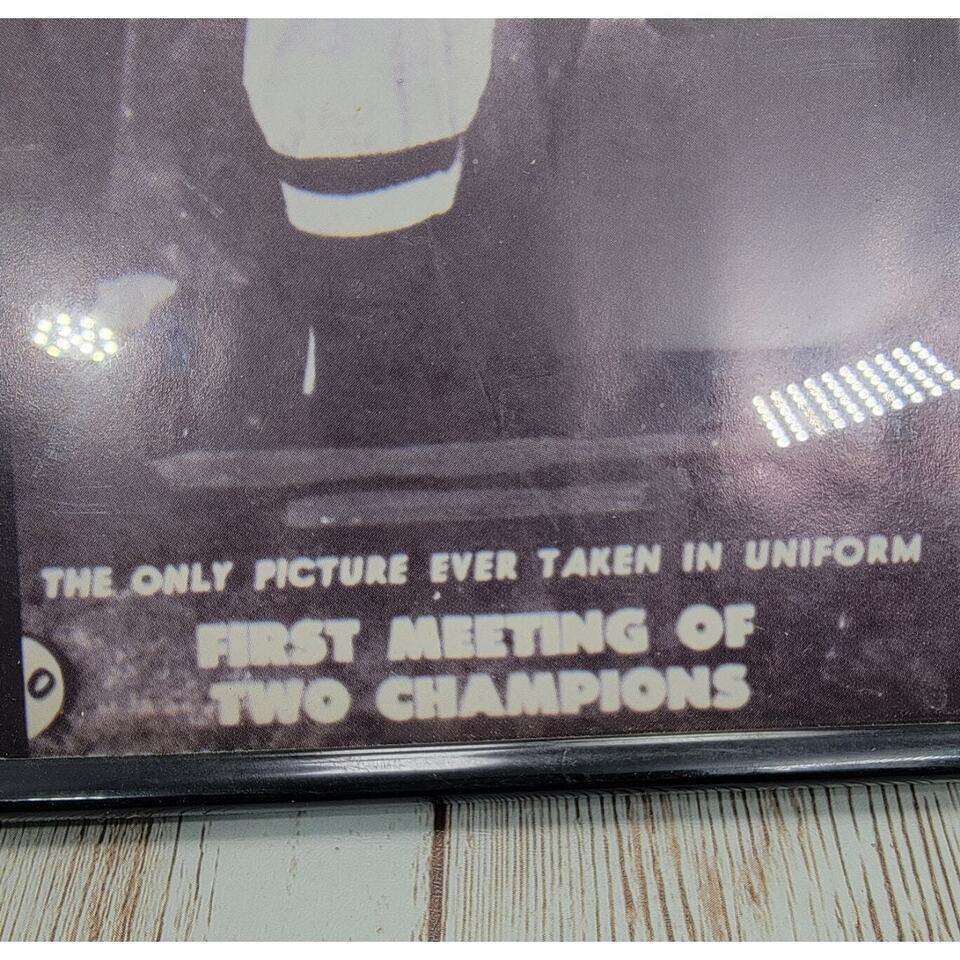 THE ONLY PICTURE EVER TAKEN IN UNIFORM
FIRST MEETING OF
TWO CHAMPIONS